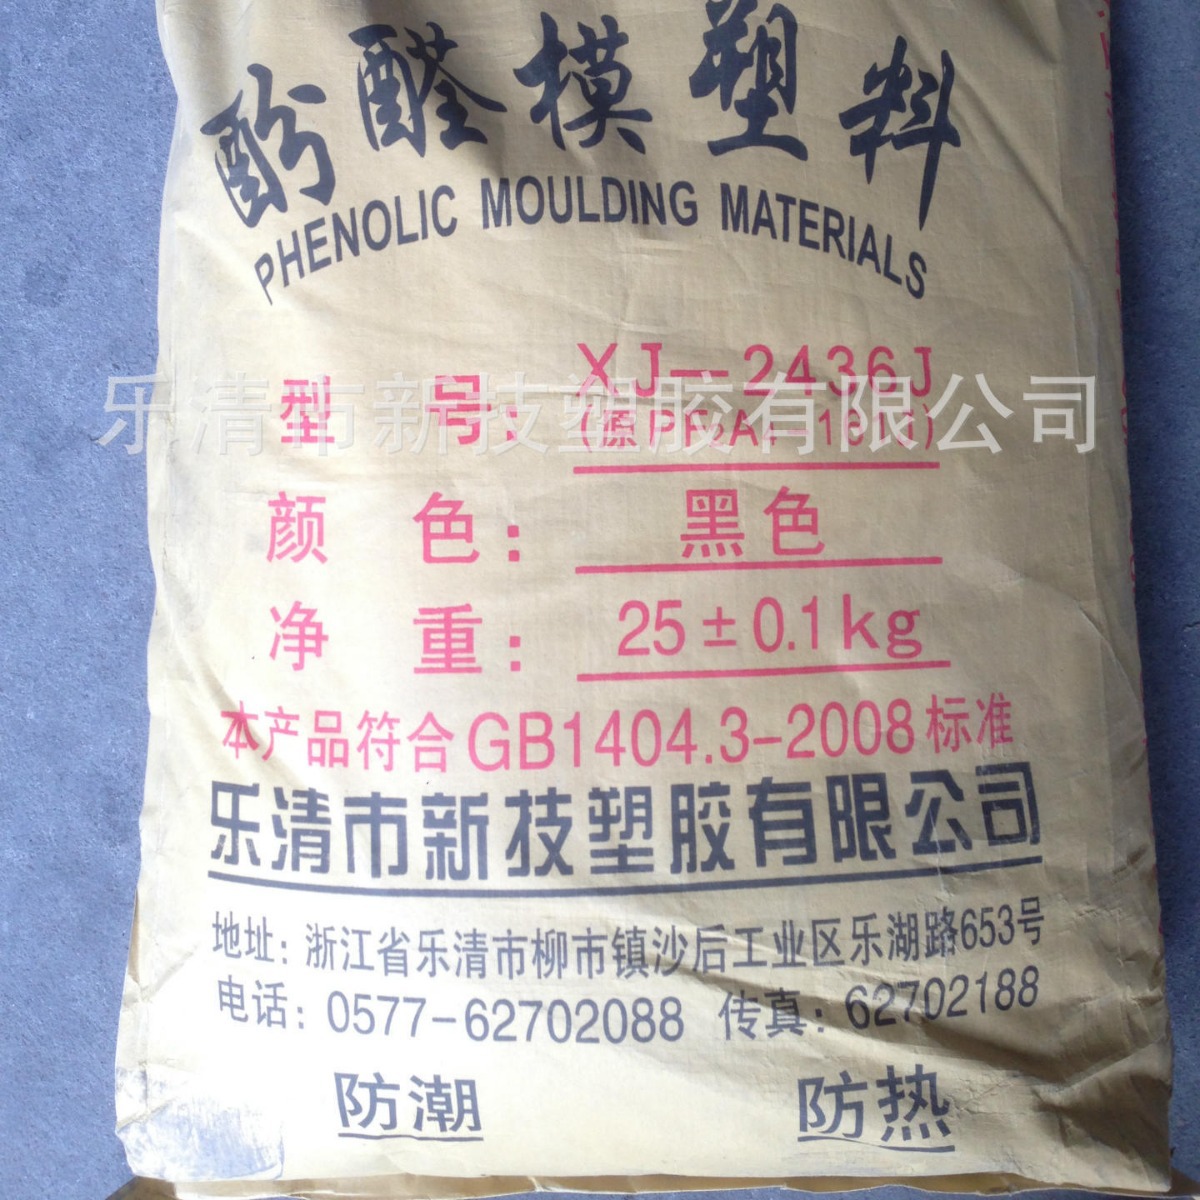 酚醛模塑料
PHENOLIC MOULDING MATERIALS
型 号: XJ-2436J
乐清市新技塑胶有限公司
颜 色: 黑色
净 重: 25±0.1kg
本产品符合GB1404.3-2008标准
乐清市新技塑胶有限公司
地址: 浙江省乐清市柳市镇沙后工业区乐湖路653号
电话: 0577-62702088 传真: 62702188
防潮 防热